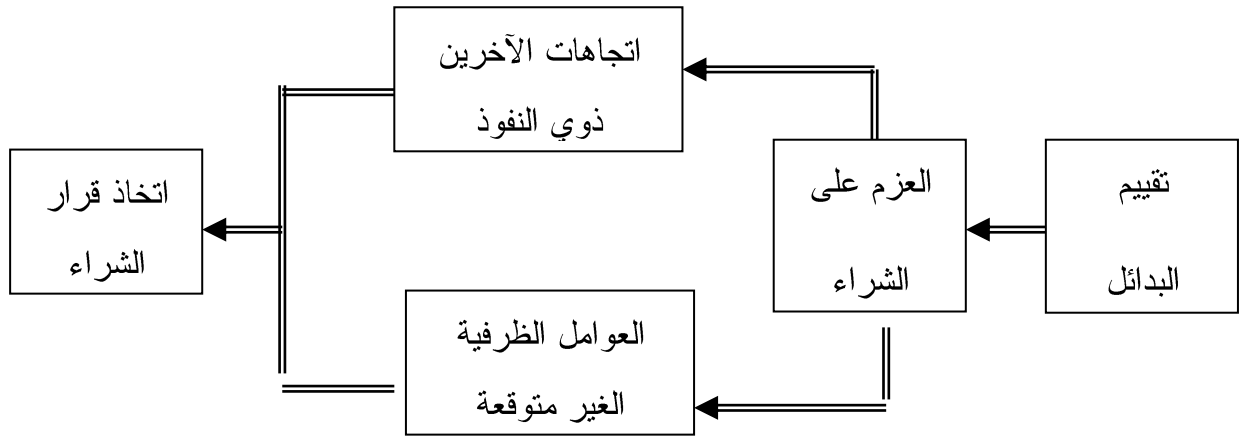 تقييم
البدائل
العزم على
الشراء
اتجاهات الآخرين
ذوي النفوذ
العوامل الظرفية
الغير متوقعة
اتخاذ قرار
الشراء